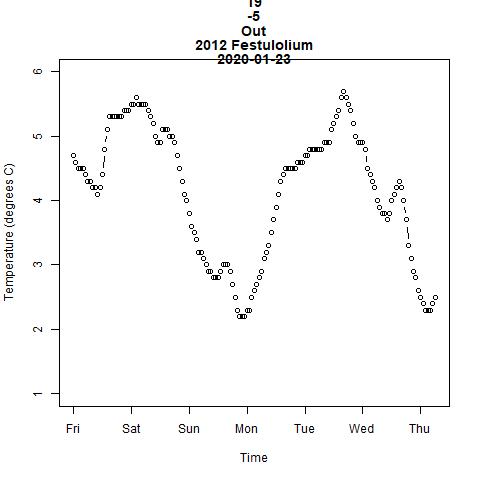 19
-5
Out
2012 Festulolium
2020-01-23
Temperature (degrees C)
6
5
4
3
2
1
Fri Sat Sun Mon Tue Wed Thu
Time